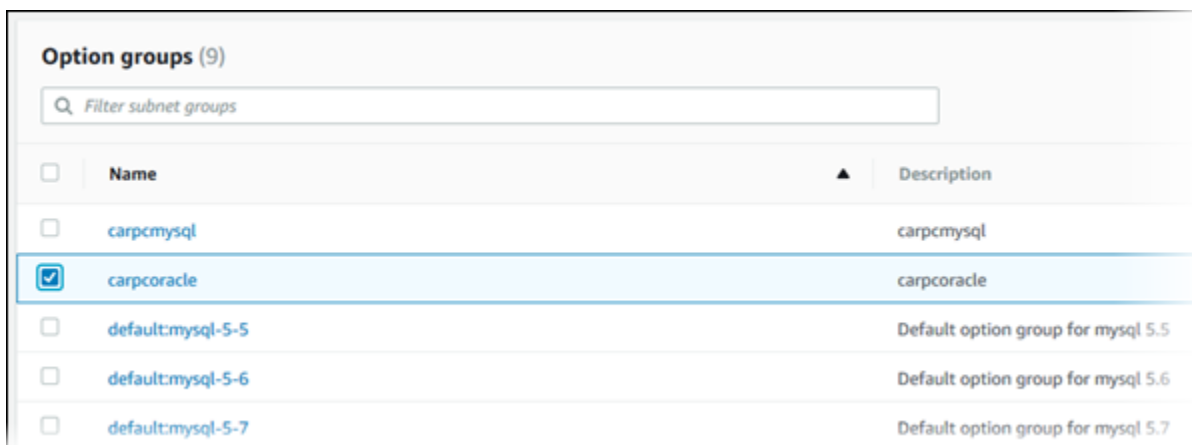 Option groups (9)
Filter subnet groups
Name Description
carpcmysql carpcmysql
carpcoracle carpcoracle
default:mysql-5-5 Default option group for mysql 5.5
default:mysql-5-6 Default option group for mysql 5.6
default:mysql-5-7 Default option group for mysql 5.7